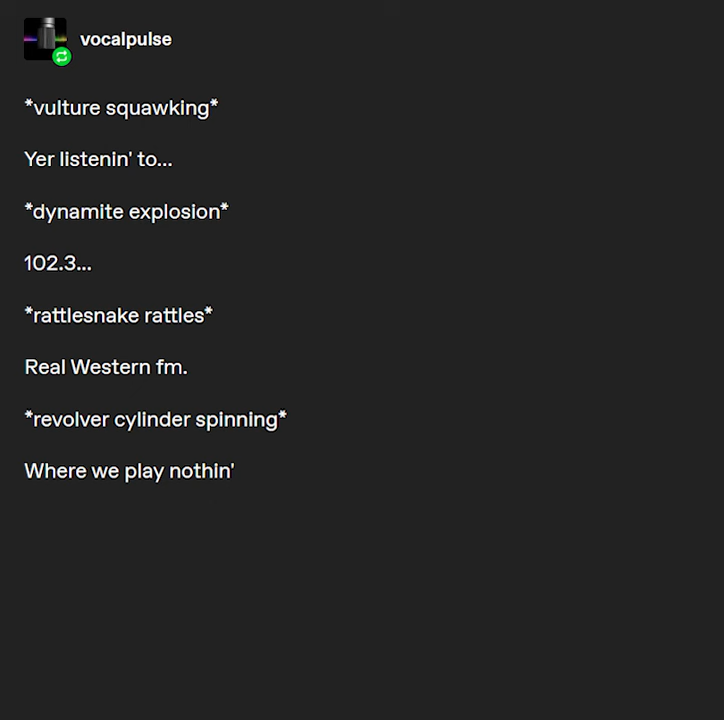 vocalpulse
*vulture squawking*
Yer listenin' to...
*dynamite explosion*
102.3...
*rattlesnake rattles*
Real Western fm.
*revolver cylinder spinning*
Where we play nothin'